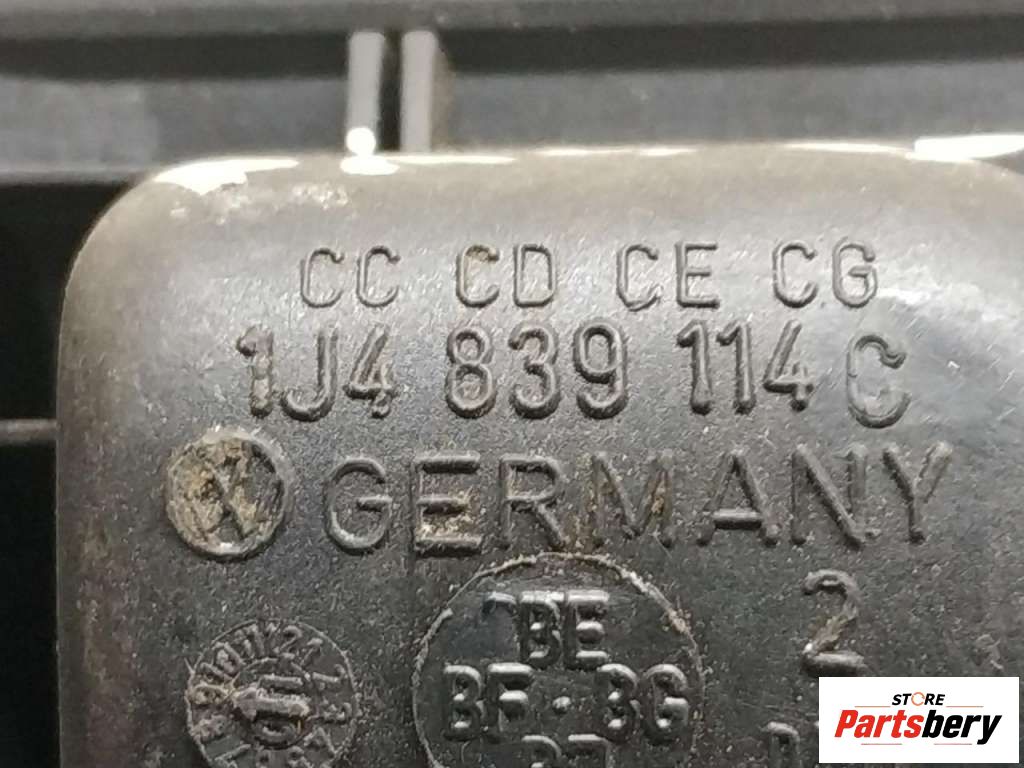 CC CD CE CG
1J4 839 114 C
X GERMANY
BE
BF-BG
2
STORE
Partsbery